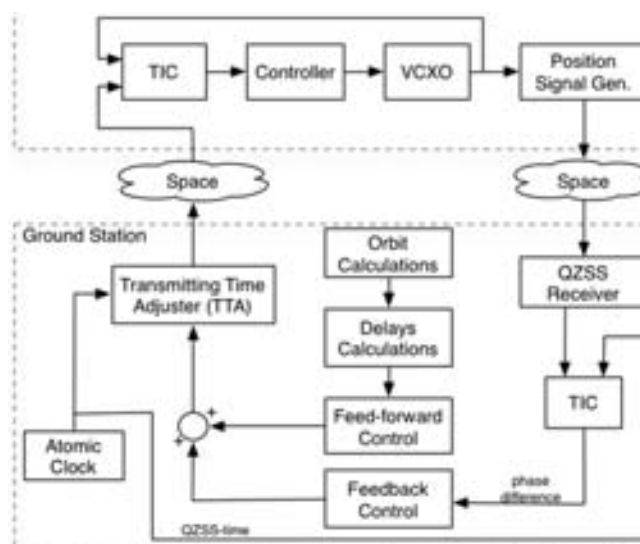 TIC
Controller
VCXO
Position
Signal Gen.
Space
Space
Ground Station
Orbit
Calculations
QZSS
Receiver
Transmitting Time
Adjuster (TTA)
Delays
Calculations
TIC
Feed-forward
Control
+
+
Atomic
Clock
Feedback
Control
phase
difference
QZSS-time